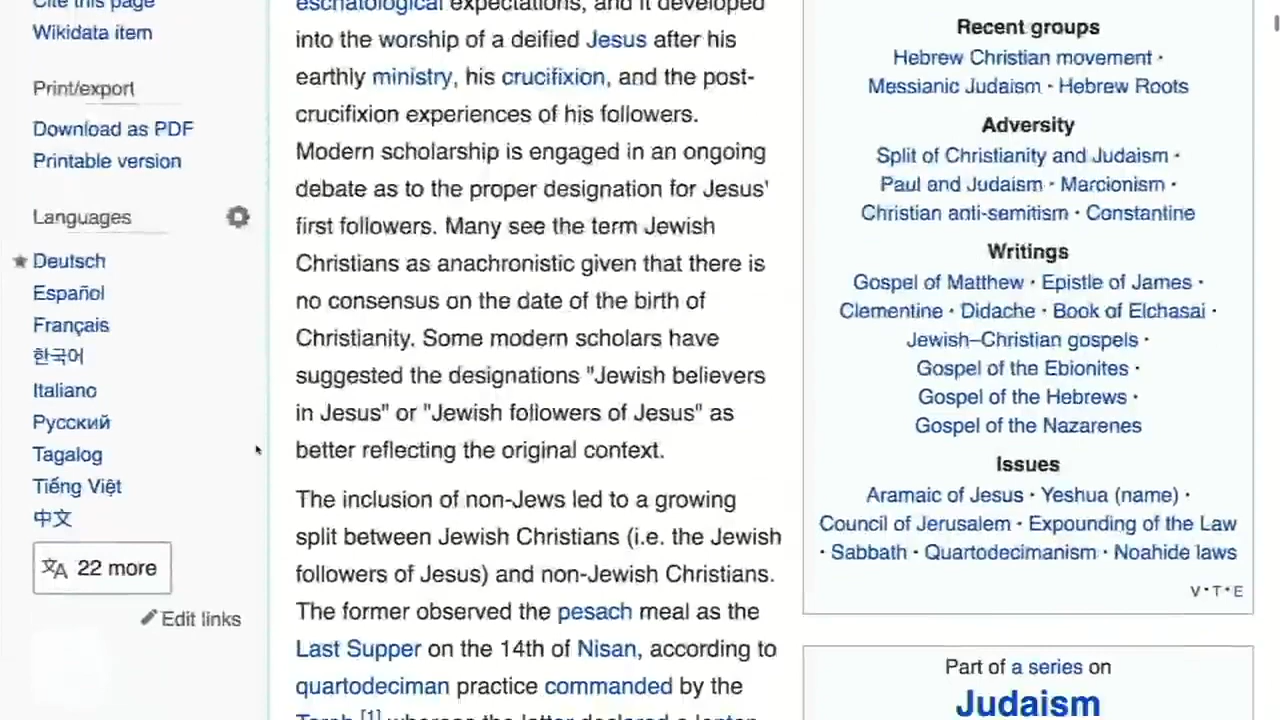 Cite this page
Wikidata item
Print/export
Download as PDF
Printable version
Languages
Deutsch
Español
Français
한국어
Italiano
Русский
Tagalog
Tiếng Việt
中文
22 more
Edit links
eschatological expectations, and it developed
into the worship of a deified Jesus after his
earthly ministry, his crucifixion, and the post-
crucifixion experiences of his followers.
Modern scholarship is engaged in an ongoing
debate as to the proper designation for Jesus'
first followers. Many see the term Jewish
Christians as anachronistic given that there is
no consensus on the date of the birth of
Christianity. Some modern scholars have
suggested the designations "Jewish believers
in Jesus" or "Jewish followers of Jesus" as
better reflecting the original context.
The inclusion of non-Jews led to a growing
split between Jewish Christians (i.e. the Jewish
followers of Jesus) and non-Jewish Christians.
The former observed the pesach meal as the
Last Supper on the 14th of Nisan, according to
quartodeciman practice commanded by the
Torah,[1] whereas the latter declared a
Recent groups
Hebrew Christian movement ·
Messianic Judaism · Hebrew Roots
Adversity
Split of Christianity and Judaism ·
Paul and Judaism · Marcionism ·
Christian anti-semitism · Constantine
Writings
Gospel of Matthew · Epistle of James ·
Clementine · Didache · Book of Elchasai ·
Jewish–Christian gospels ·
Gospel of the Ebionites ·
Gospel of the Hebrews ·
Gospel of the Nazarenes
Issues
Aramaic of Jesus · Yeshua (name) ·
Council of Jerusalem · Expounding of the Law
· Sabbath · Quartodecimanism · Noahide laws
V · T · E
Part of a series on
Judaism